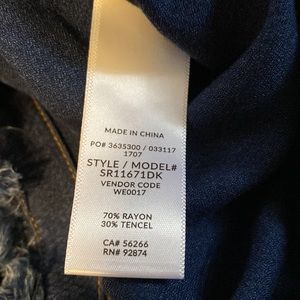 MADE IN CHINA
PO# 3635300 / 033117
1707
STYLE / MODEL#
SR11671DK
VENDOR CODE
WE0017
70% RAYON
30% TENCEL
CA# 56266
RN# 92874